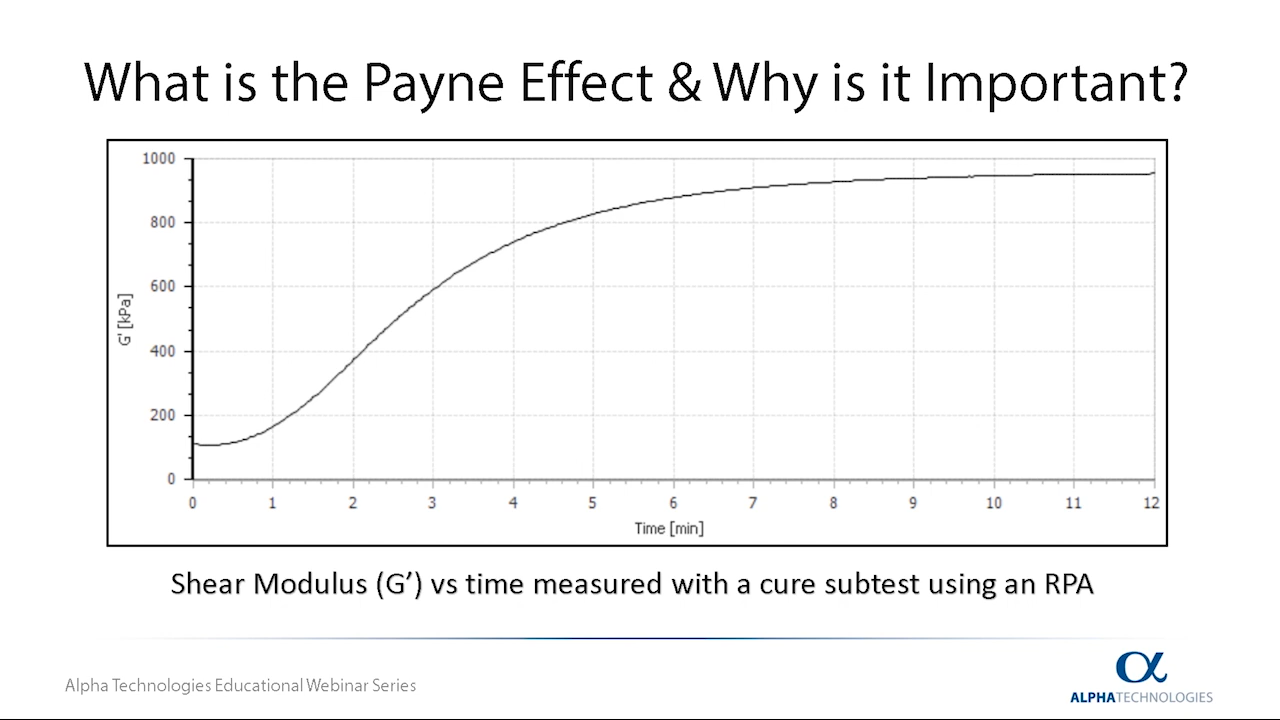 What is the Payne Effect & Why is it Important?
1000
800
600
400
200
0
G' [kPa]
0 1 2 3 4 5 6 7 8 9 10 11 12
Time [min]
Shear Modulus (G’) vs time measured with a cure subtest using an RPA
Alpha Technologies Educational Webinar Series
α
ALPHATECHNOLOGIES